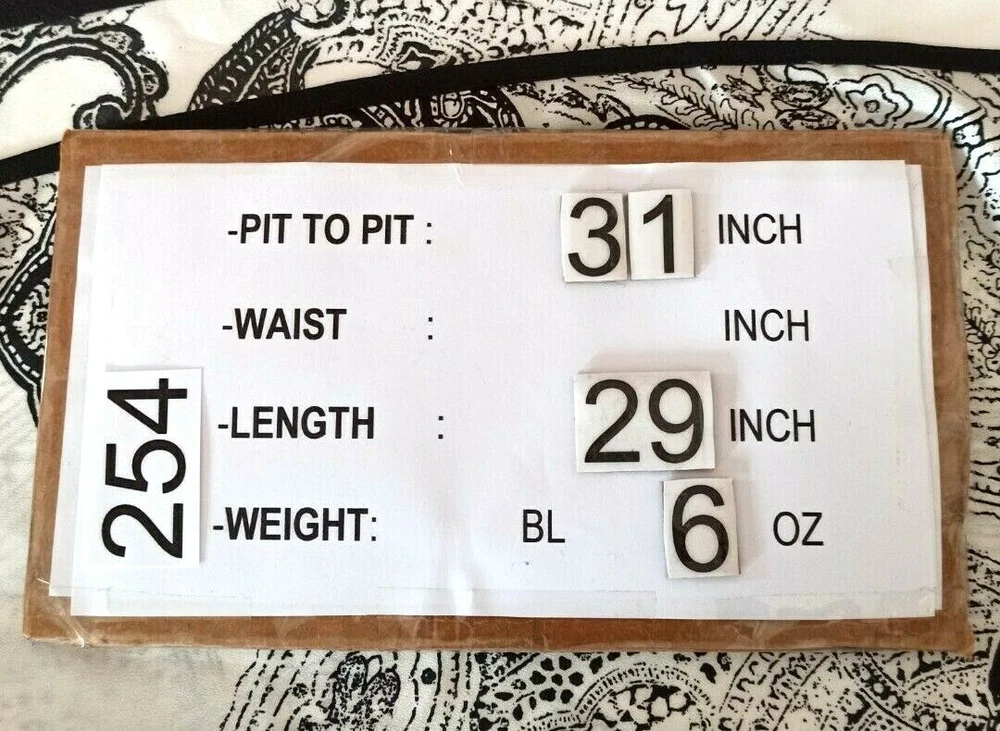 -PIT TO PIT : 31 INCH
-WAIST : INCH
-LENGTH : 29 INCH
-WEIGHT: BL 6 OZ
254